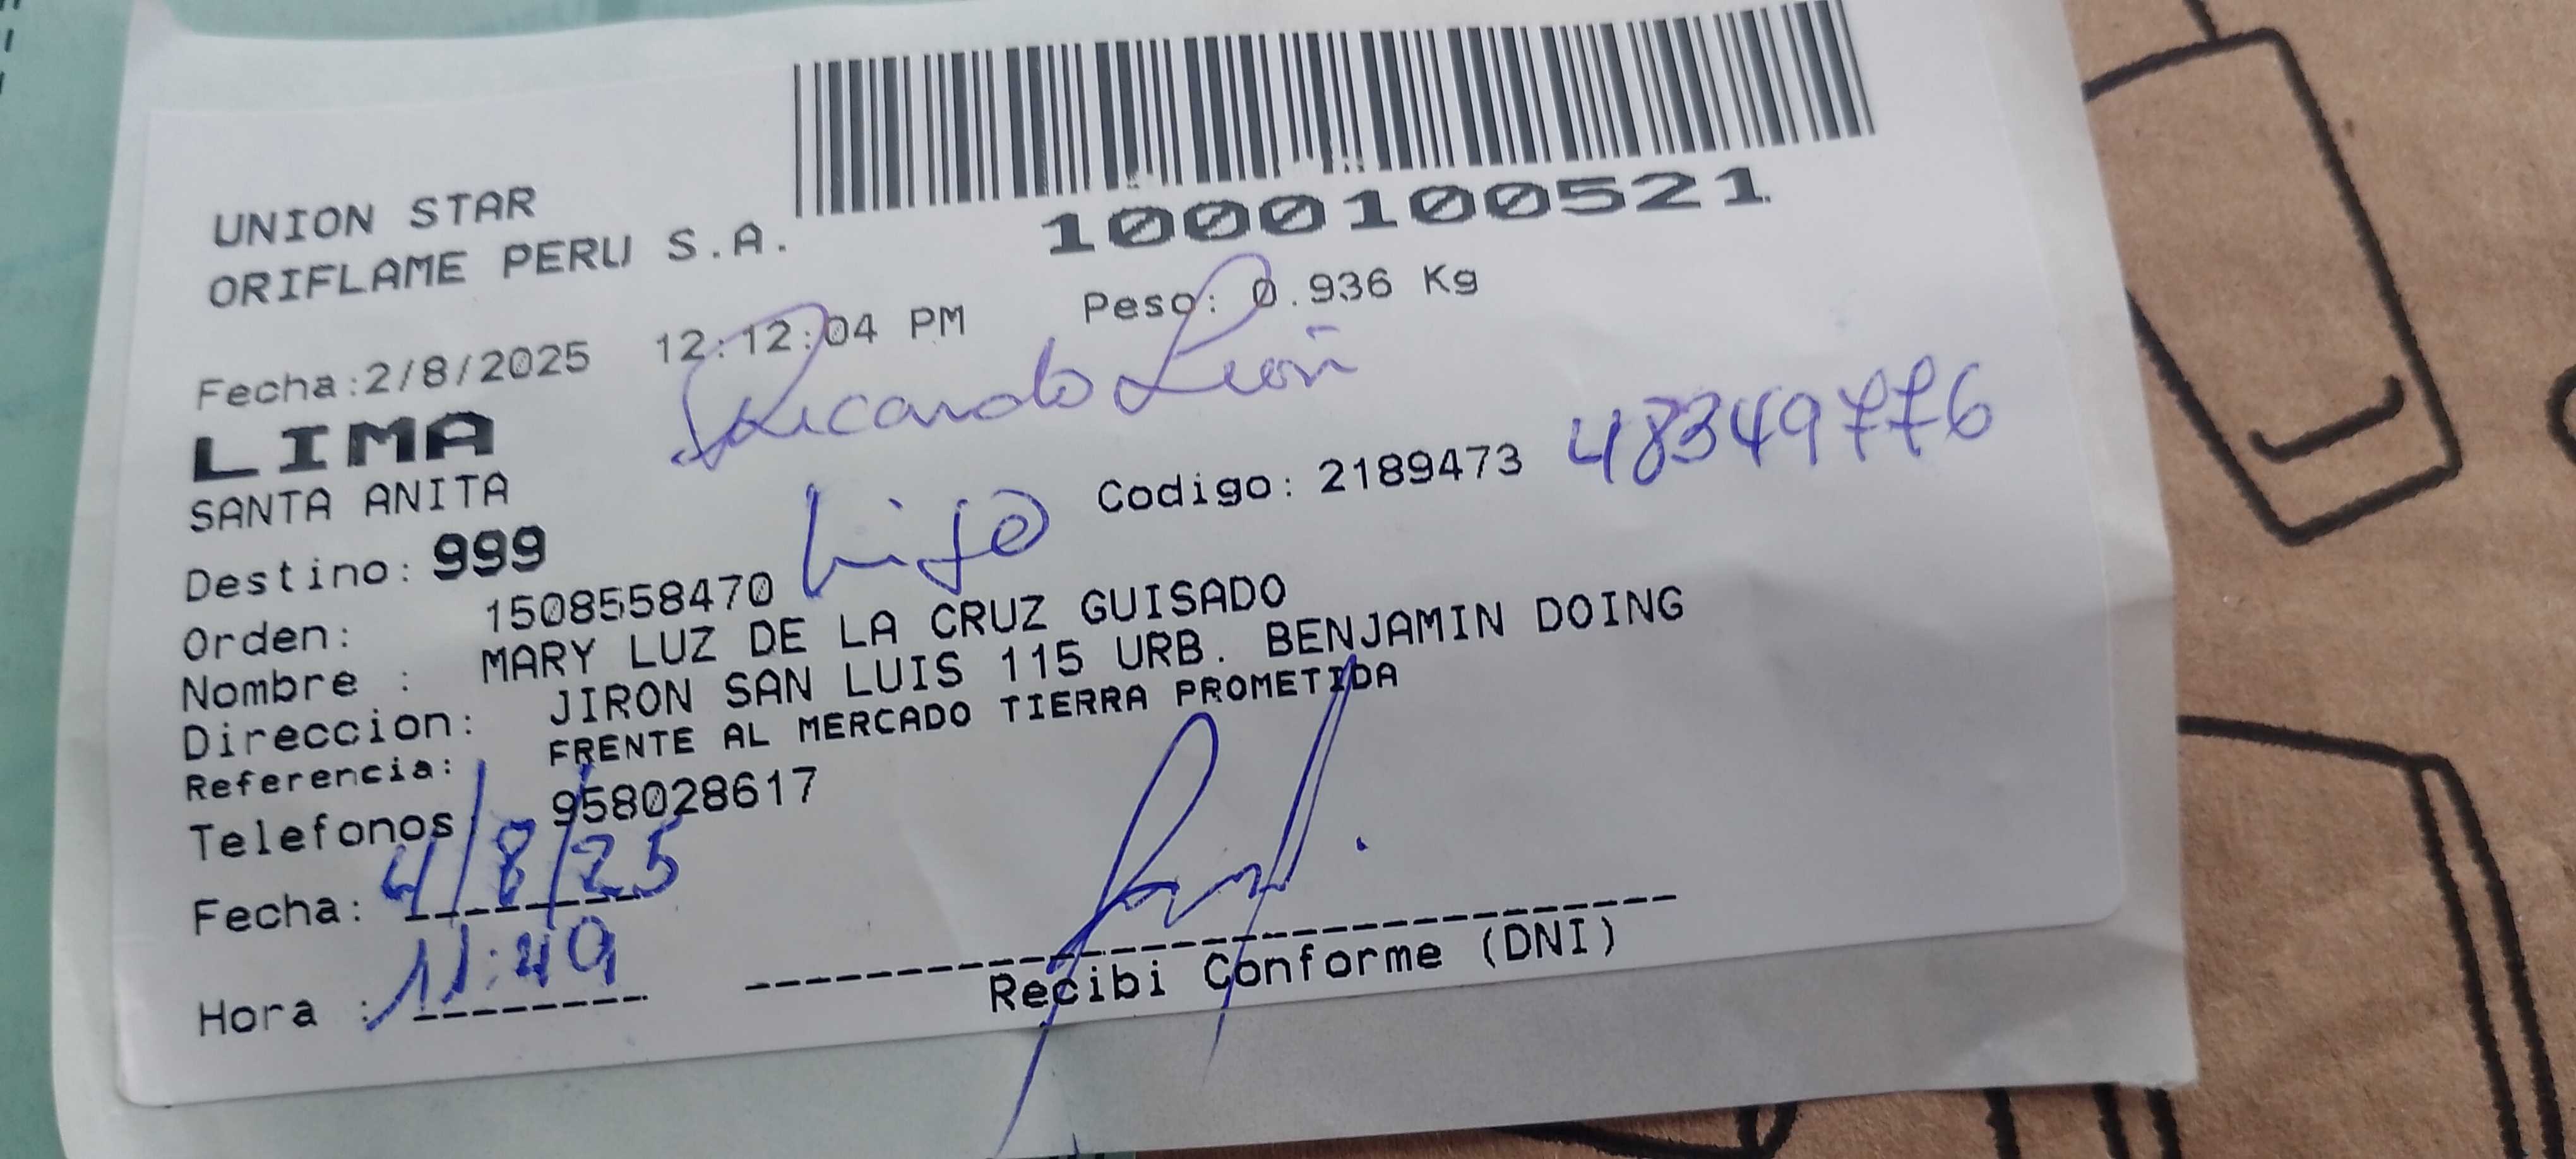 UNION STAR
ORIFLAME PERU S.A.
1000100521
Fecha:2/8/2025 12:12:04 PM Peso: 0.936 Kg
Ricardo León
LIMA
SANTA ANITA
Codigo: 2189473 48349776
Destino: 999
hijo
Orden: 1508558470
Nombre : MARY LUZ DE LA CRUZ GUISADO
Direccion: JIRON SAN LUIS 115 URB. BENJAMIN DOING
Referencia: FRENTE AL MERCADO TIERRA PROMETIDA
Telefonos 958028617
Fecha: 4/8/25
Hora : 11:49
Recibi Conforme (DNI)